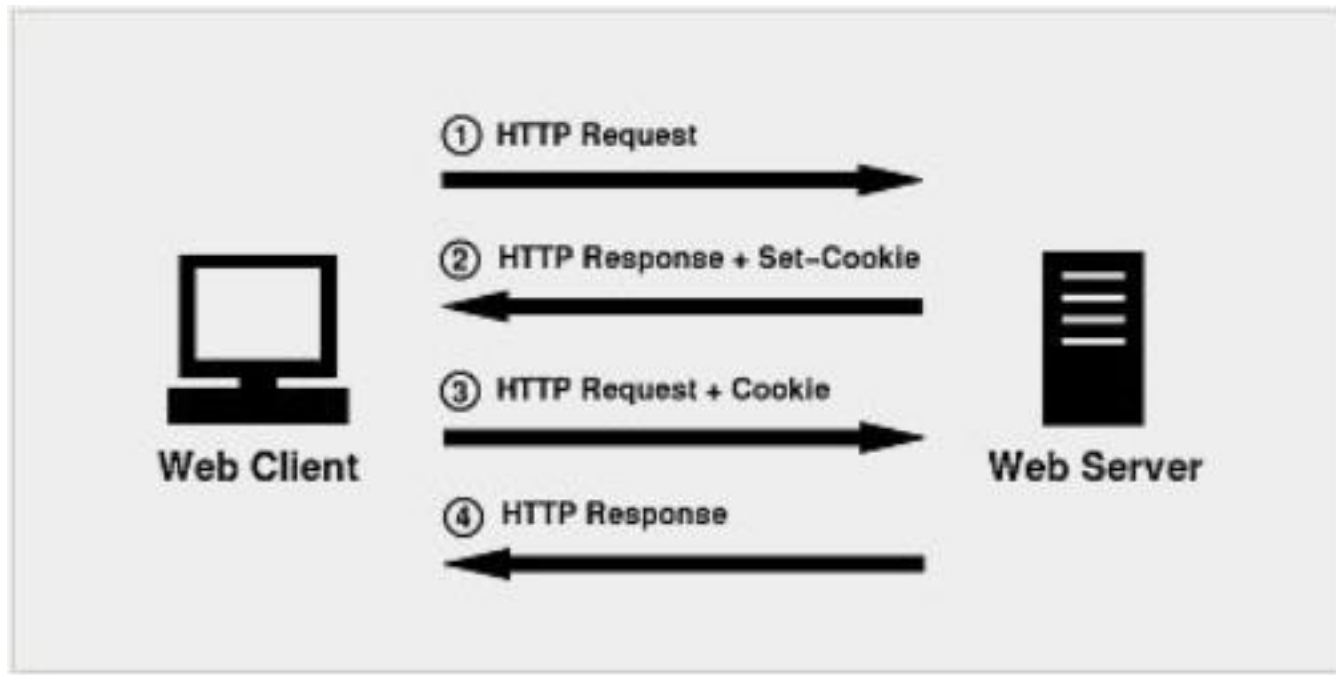 ① HTTP Request
② HTTP Response + Set-Cookie
③ HTTP Request + Cookie
Web Client
Web Server
④ HTTP Response